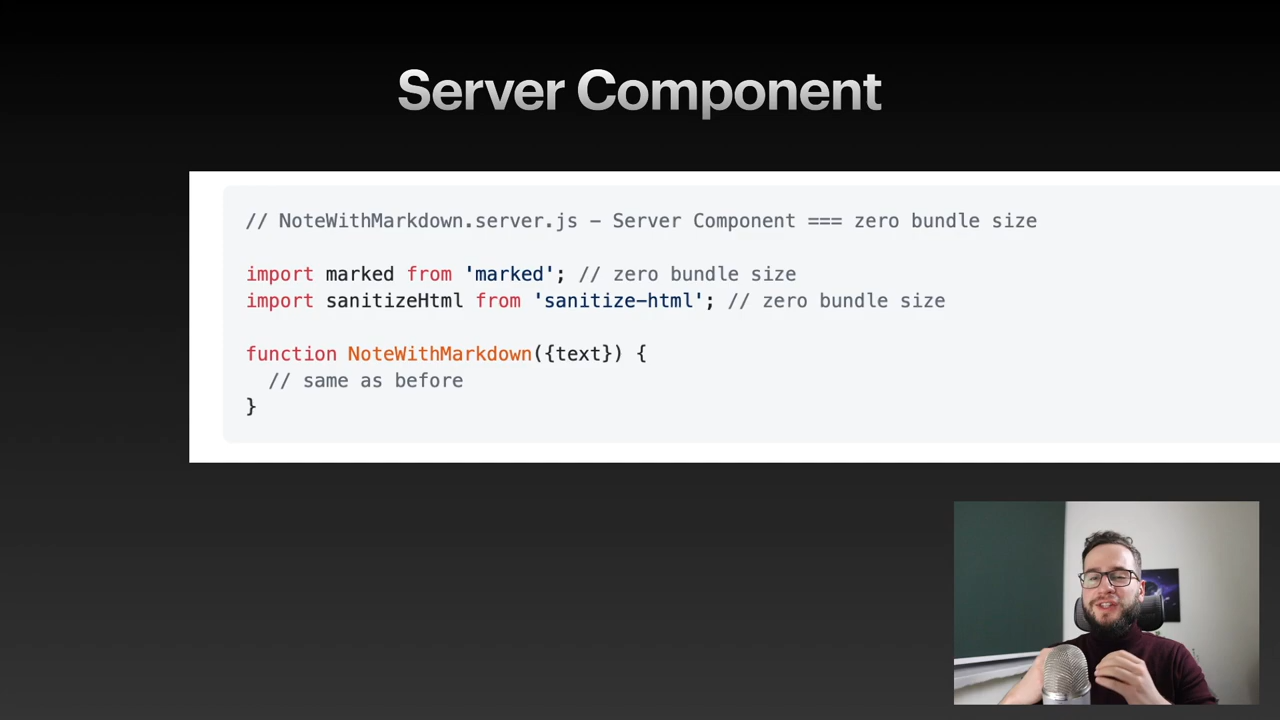 Server Component
// NoteWithMarkdown.server.js - Server Component === zero bundle size
import marked from 'marked'; // zero bundle size
import sanitizeHtml from 'sanitize-html'; // zero bundle size
function NoteWithMarkdown({text}) {
// same as before
}